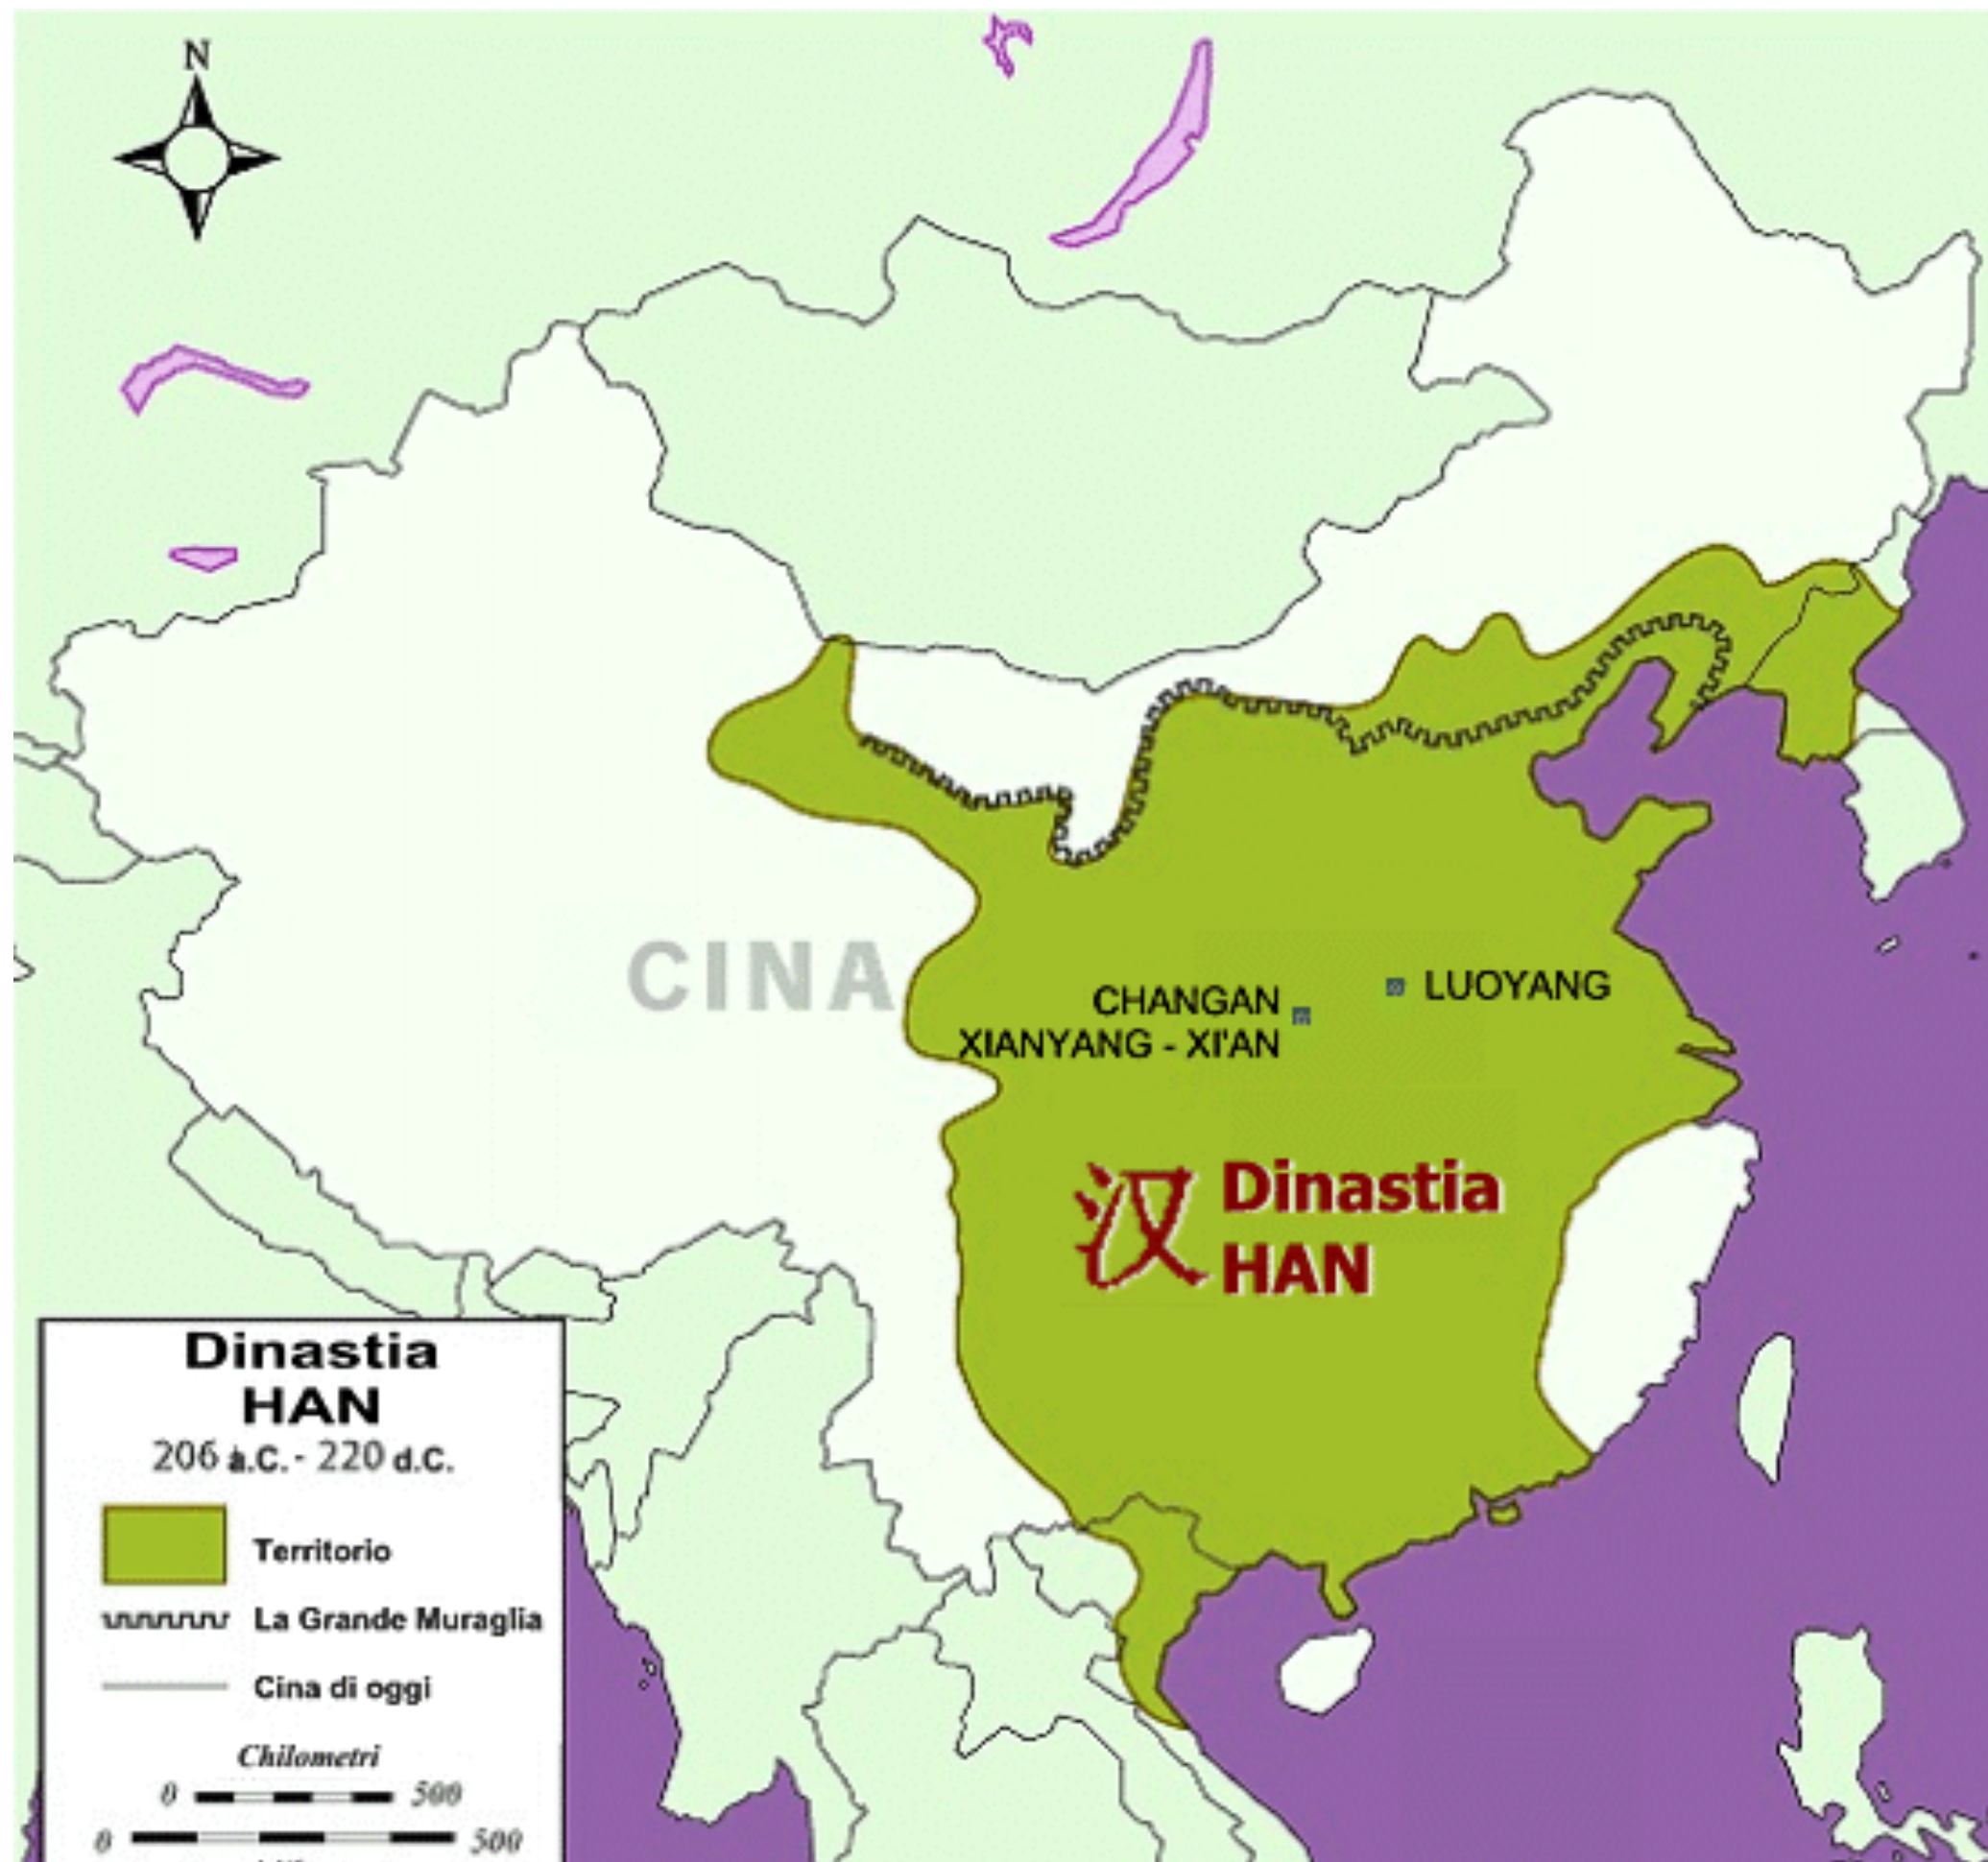 N
CINA
CHANGAN
XIANYANG - XI'AN
LUOYANG
汉
Dinastia
HAN
Dinastia
HAN
206 à.C. - 220 d.C.
Territorio
La Grande Muraglia
Cina di oggi
Chilometri
0 500
0 500